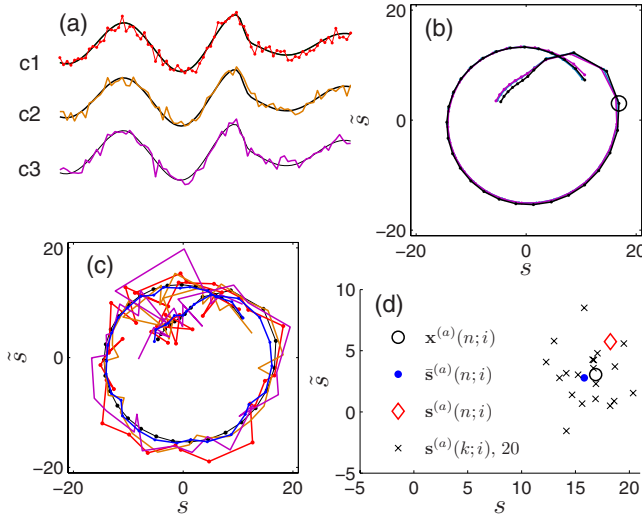 (a)
c1
c2
c3
(b)
20
0
−20
s̃
−20
0
20
s
(c)
20
0
−20
s̃
−20
0
20
s
(d)
10
5
0
−5
s̃
x^(a)(n; i)
s̄^(a)(n; i)
s^(a)(n; i)
s^(a)(k; i), 20
−5
0
5
10
15
20
s